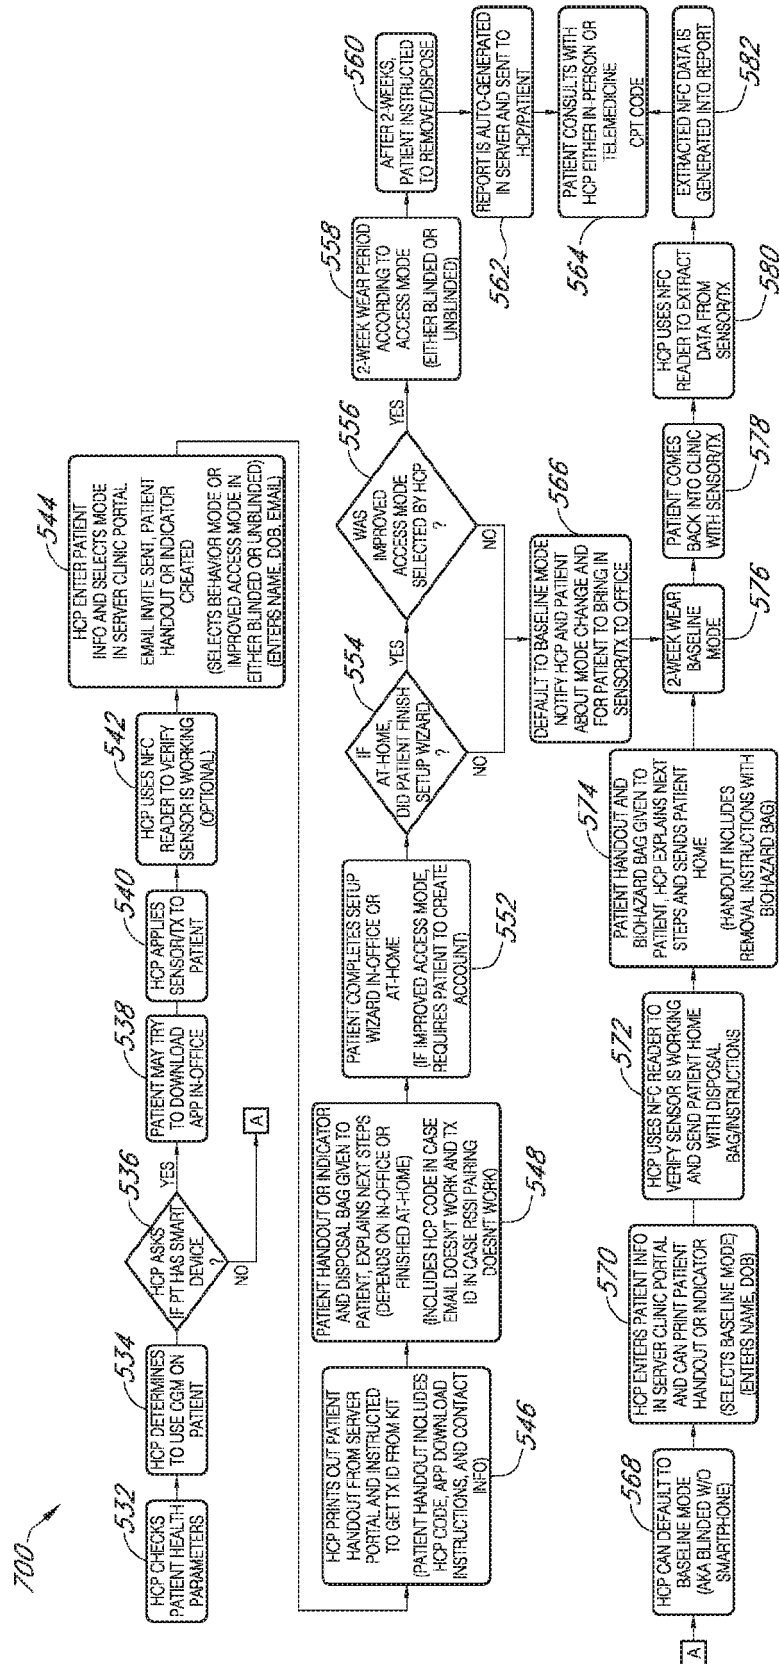 700
532
HCP CHECKS
PATIENT HEALTH
PARAMETERS
534
HCP DETERMINES
TO USE CGM ON
PATIENT
536
HCP ASKS
IF PT HAS SMART
DEVICE
?
YES
NO
A
538
PATIENT MAY TRY
TO DOWNLOAD
APP IN-OFFICE
540
HCP APPLIES
SENSOR/TX TO
PATIENT
542
HCP USES NFC
READER TO VERIFY
SENSOR IS WORKING
(OPTIONAL)
544
HCP ENTER PATIENT
INFO AND SELECTS MODE
IN SERVER CLINIC PORTAL
EMAIL INVITE SENT, PATIENT
HANDOUT OR INDICATOR
CREATED
(SELECTS BEHAVIOR MODE OR
IMPROVED ACCESS MODE IN
EITHER BLINDED OR UNBLINDED)
(ENTERS NAME, DOB, EMAIL)
HCP PRINTS OUT PATIENT
HANDOUT FROM SERVER
PORTAL AND INSTRUCTED
TO GET TX ID FROM KIT
(PATIENT HANDOUT INCLUDES
HCP CODE, APP DOWNLOAD
INSTRUCTIONS, AND CONTACT
INFO)
546
PATIENT HANDOUT OR INDICATOR
AND DISPOSAL BAG GIVEN TO
PATIENT, EXPLAINS NEXT STEPS
(DEPENDS ON IN-OFFICE OR
FINISHED AT-HOME)
(INCLUDES HCP CODE IN CASE
EMAIL DOESN'T WORK AND TX
ID IN CASE RSSI PAIRING
DOESN'T WORK)
548
PATIENT COMPLETES SETUP
WIZARD IN-OFFICE OR
AT-HOME
(IF IMPROVED ACCESS MODE,
REQUIRES PATIENT TO CREATE
ACCOUNT)
552
554
IF
AT-HOME,
DID PATIENT FINISH
SETUP WIZARD
?
YES
NO
556
WAS
IMPROVED
ACCESS MODE
SELECTED BY HCP
?
YES
NO
558
2-WEEK WEAR PERIOD
ACCORDING TO
ACCESS MODE
(EITHER BLINDED OR
UNBLINDED)
560
AFTER 2-WEEKS,
PATIENT INSTRUCTED
TO REMOVE/DISPOSE
REPORT IS AUTO-GENERATED
IN SERVER AND SENT TO
HCP/PATIENT
562
PATIENT CONSULTS WITH
HCP EITHER IN-PERSON OR
TELEMEDICINE
CPT CODE
564
566
DEFAULT TO BASELINE MODE
NOTIFY HCP AND PATIENT
ABOUT MODE CHANGE AND
FOR PATIENT TO BRING IN
SENSOR/TX TO OFFICE
A
568
HCP CAN DEFAULT TO
BASELINE MODE
(AKA BLINDED W/O
SMARTPHONE)
570
HCP ENTERS PATIENT INFO
IN SERVER CLINIC PORTAL
AND CAN PRINT PATIENT
HANDOUT OR INDICATOR
(SELECTS BASELINE MODE)
(ENTERS NAME, DOB)
572
HCP USES NFC READER TO
VERIFY SENSOR IS WORKING
AND SEND PATIENT HOME
WITH DISPOSAL
BAG/INSTRUCTIONS
574
PATIENT HANDOUT AND
BIOHAZARD BAG GIVEN TO
PATIENT, HCP EXPLAINS NEXT
STEPS AND SENDS PATIENT
HOME
(HANDOUT INCLUDES
REMOVAL INSTRUCTIONS WITH
BIOHAZARD BAG)
2-WEEK WEAR
BASELINE
MODE
576
PATIENT COMES
BACK INTO CLINIC
WITH SENSOR/TX
578
HCP USES NFC
READER TO EXTRACT
DATA FROM
SENSOR/TX
580
EXTRACTED NFC DATA IS
GENERATED INTO REPORT
582